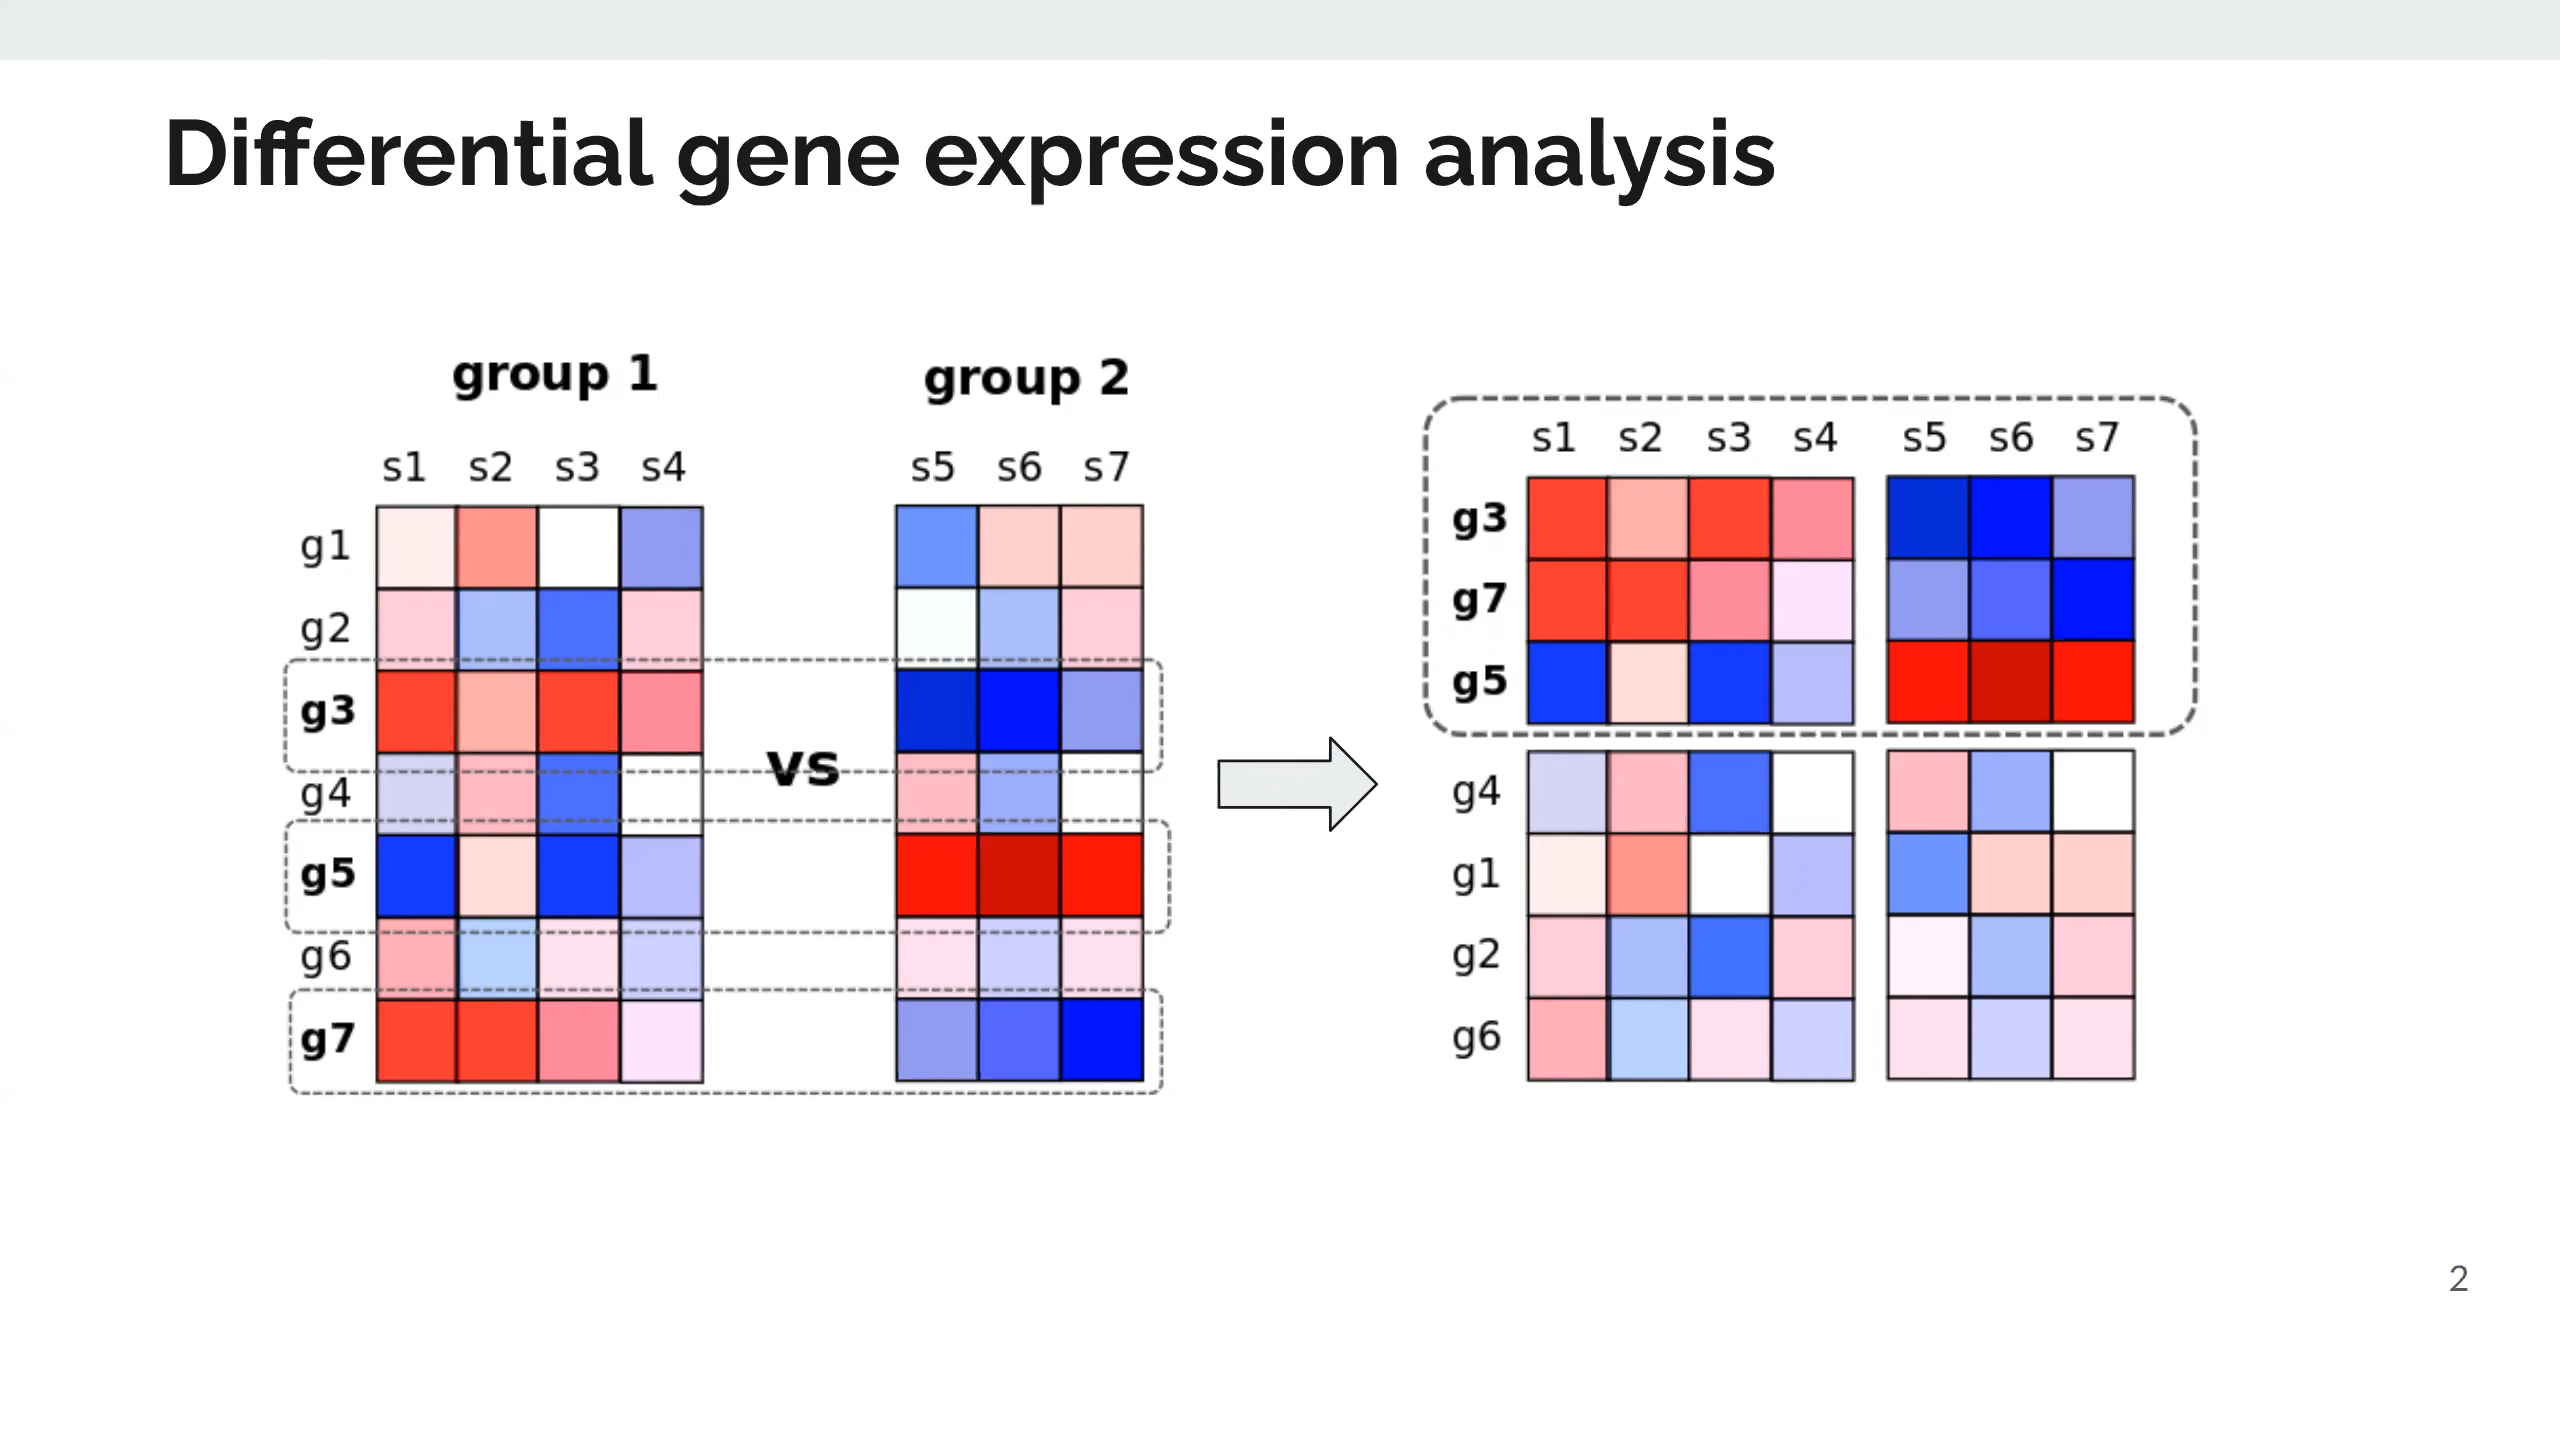 Differential gene expression analysis
group 1
group 2
s1 s2 s3 s4
s5 s6 s7
g1
g2
g3
g4
g5
g6
g7
vs
s1 s2 s3 s4 s5 s6 s7
g3
g7
g5
g4
g1
g2
g6
2